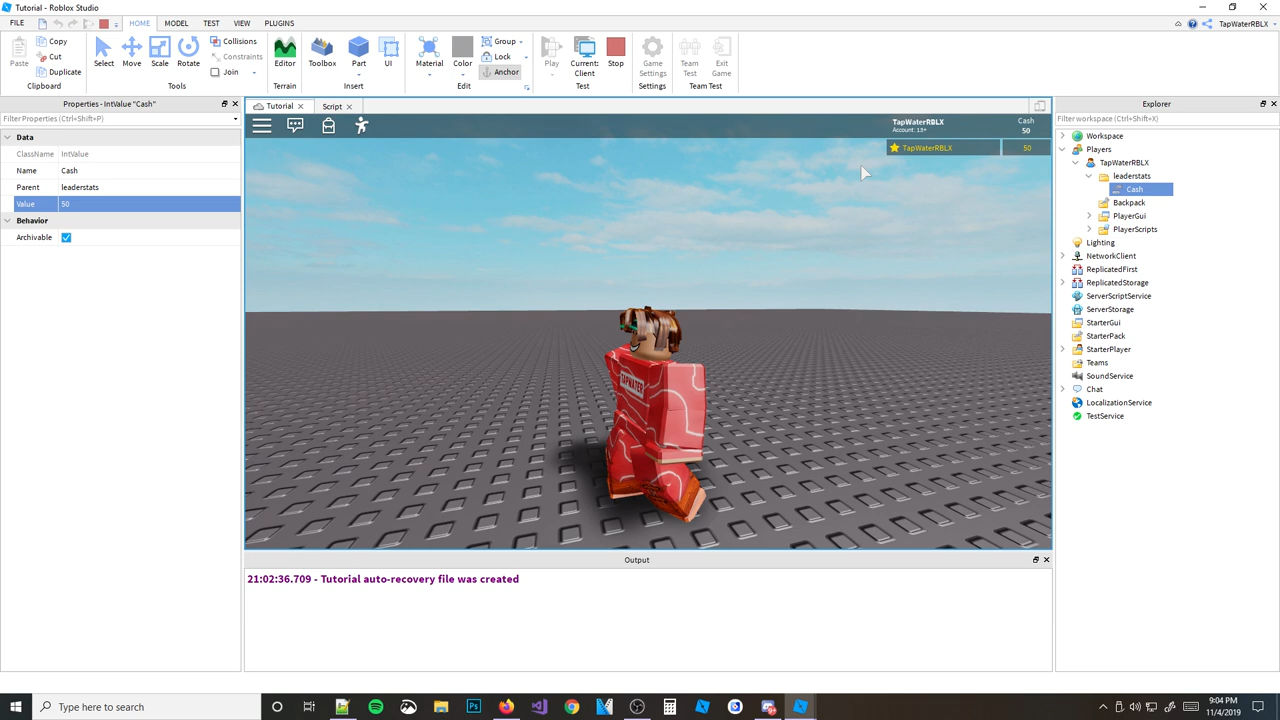 Tutorial - Roblox Studio
FILE
HOME
MODEL
TEST
VIEW
PLUGINS
TapWaterRBLX
Paste
Copy
Cut
Duplicate
Select
Move
Scale
Rotate
Collisions
Constraints
Join
Editor
Toolbox
Part
UI
Material
Color
Group
Lock
Anchor
Play
Current:
Client
Stop
Game
Settings
Team
Test
Exit
Game
Clipboard
Tools
Terrain
Insert
Edit
Test
Settings
Team Test
Properties - IntValue "Cash"
Filter Properties (Ctrl+Shift+P)
Data
ClassName IntValue
Name Cash
Parent leaderstats
Value 50
Behavior
Archivable
Tutorial
Script
TapWaterRBLX
Account: 13+
Cash
50
TapWaterRBLX 50
TAPWATER
Output
21:02:36.709 - Tutorial auto-recovery file was created
Explorer
Filter workspace (Ctrl+Shift+X)
Workspace
Players
TapWaterRBLX
leaderstats
Cash
Backpack
PlayerGui
PlayerScripts
Lighting
NetworkClient
ReplicatedFirst
ReplicatedStorage
ServerScriptService
ServerStorage
StarterGui
StarterPack
StarterPlayer
Teams
SoundService
Chat
LocalizationService
TestService
Type here to search
9:04 PM
11/4/2019